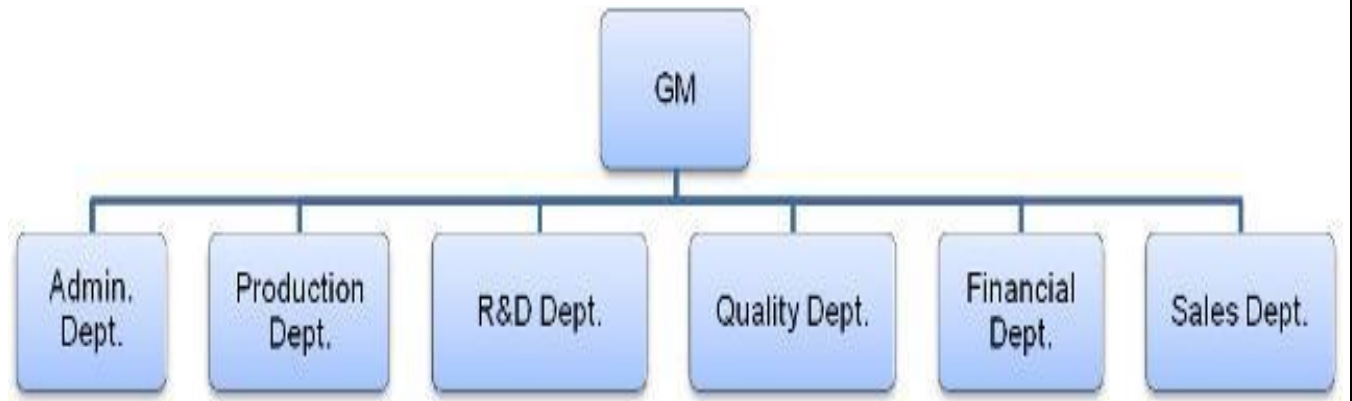 GM
Admin.
Dept.
Production
Dept.
R&D Dept.
Quality Dept.
Financial
Dept.
Sales Dept.